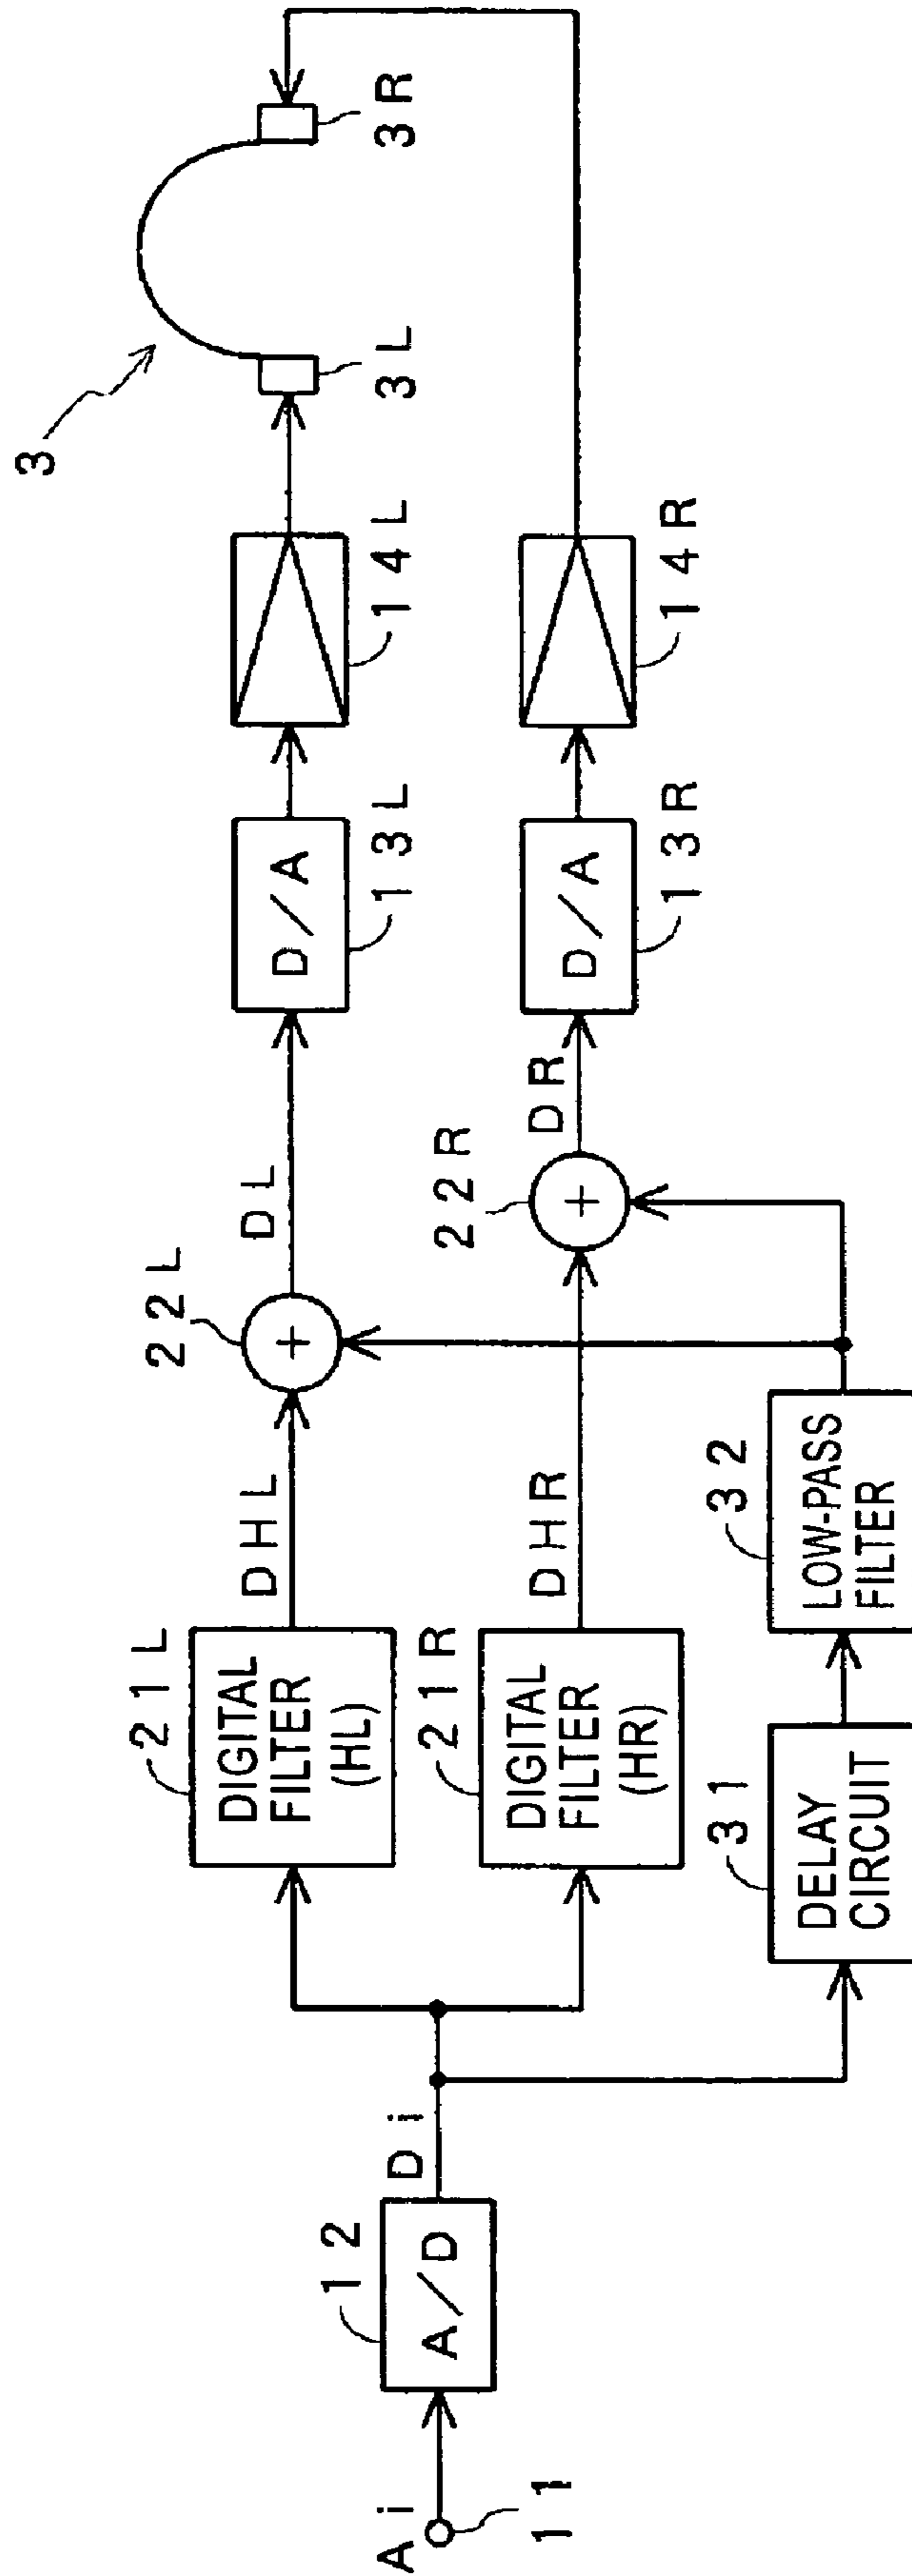 Ai
11
12
A/D
Di
21L
DIGITAL
FILTER
(HL)
DHL
22L
+
DL
D/A
13L
14L
3
3L
3R
21R
DIGITAL
FILTER
(HR)
DHR
22R
+
DR
D/A
13R
14R
31
DELAY
CIRCUIT
32
LOW-PASS
FILTER